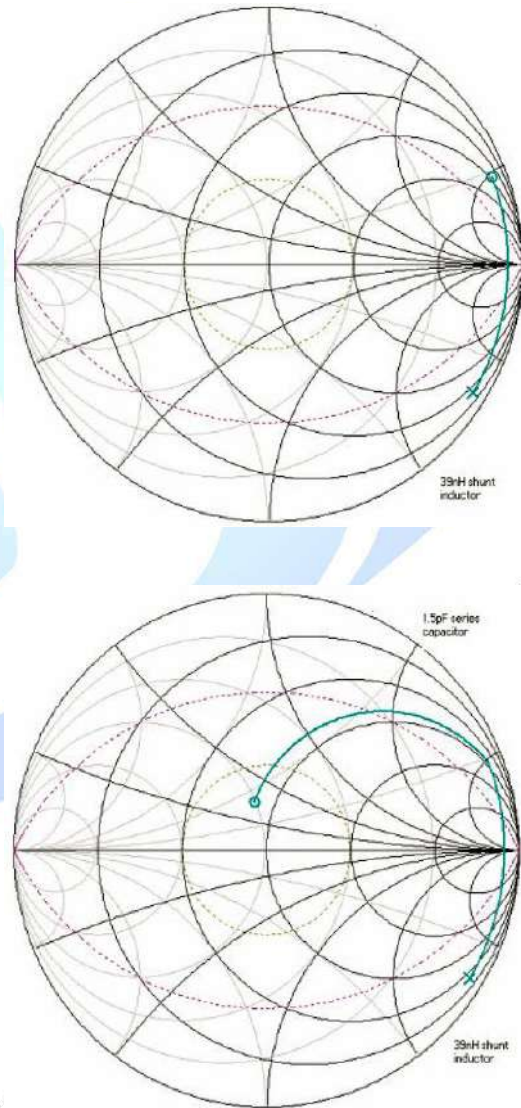 39nH shunt
inductor
1.5pF series
capacitor
39nH shunt
inductor